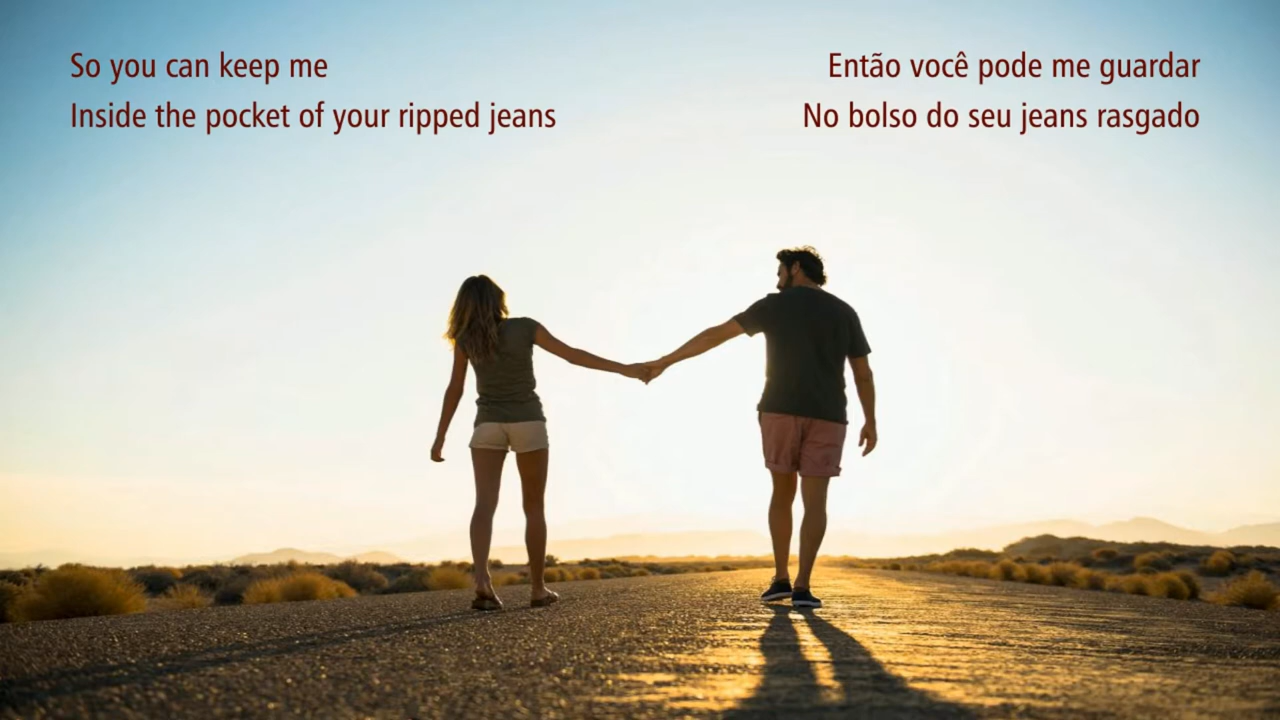 So you can keep me
Inside the pocket of your ripped jeans
Então você pode me guardar
No bolso do seu jeans rasgado